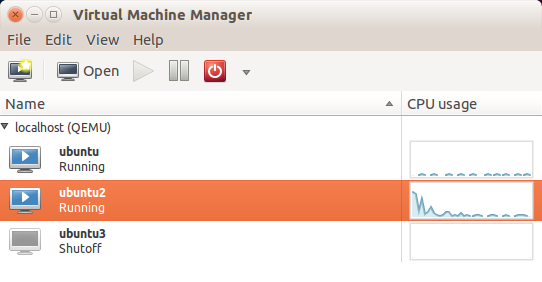 Virtual Machine Manager
File Edit View Help
Open
Name CPU usage
localhost (QEMU)
ubuntu
Running
ubuntu2
Running
ubuntu3
Shutoff